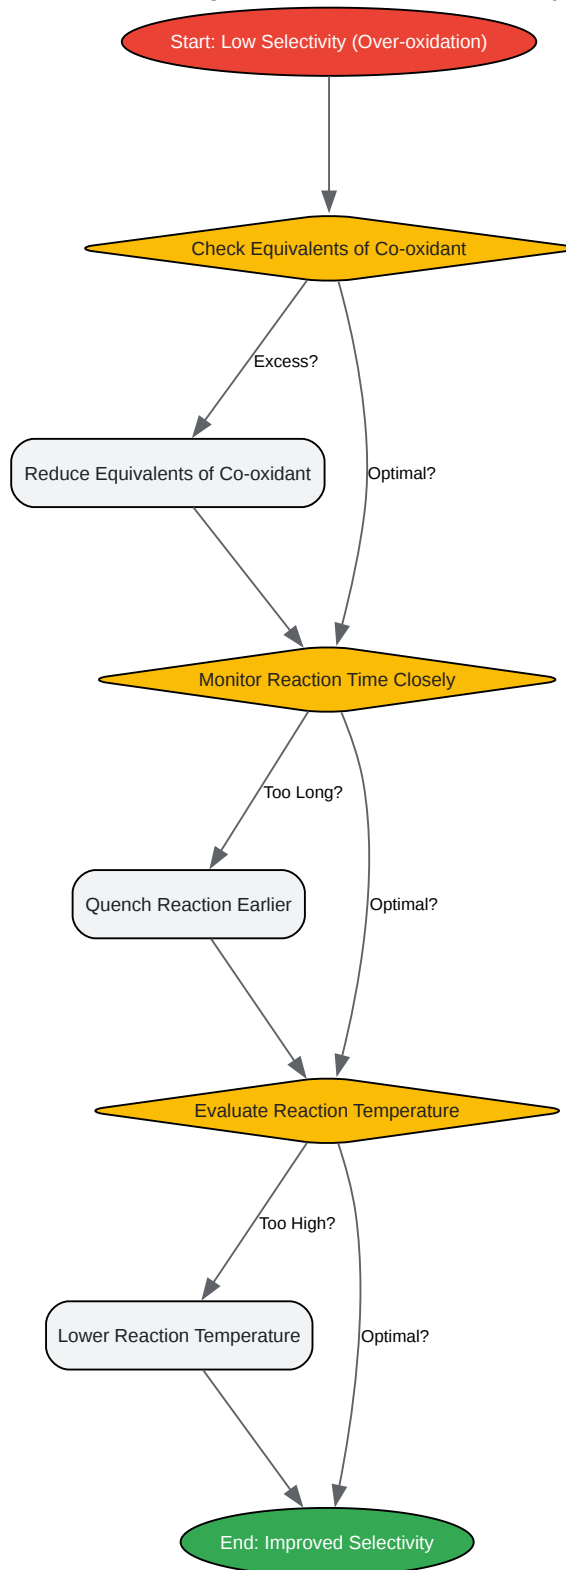 Start: Low Selectivity (Over-oxidation)
Check Equivalents of Co-oxidant
Excess?
Reduce Equivalents of Co-oxidant
Optimal?
Monitor Reaction Time Closely
Too Long?
Quench Reaction Earlier
Optimal?
Evaluate Reaction Temperature
Too High?
Lower Reaction Temperature
Optimal?
End: Improved Selectivity